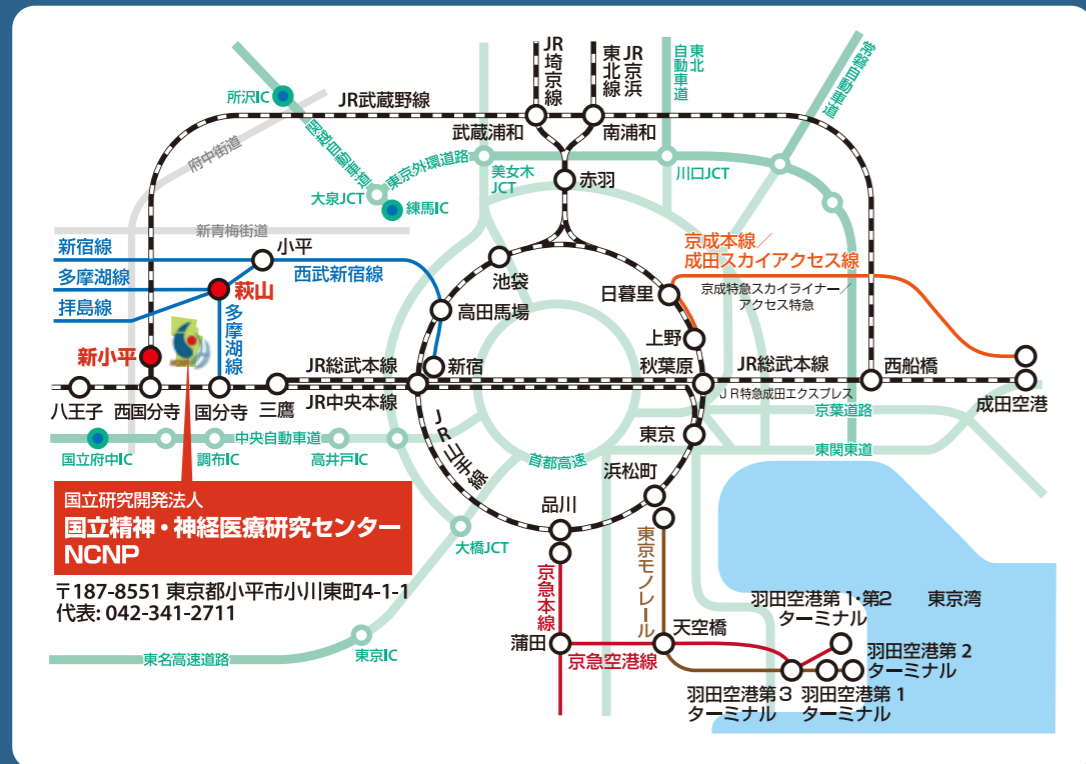 JR埼京線
JR京浜
東北線
東北
自動車道
常磐自動車道
所沢IC
JR武蔵野線
武蔵浦和
南浦和
関越自動車道
府中街道
東京外環道路
美女木
JCT
川口JCT
大泉JCT
練馬IC
赤羽
新青梅街道
新宿線
小平
西武新宿線
多摩湖線
萩山
拝島線
多摩湖線
池袋
高田馬場
日暮里
京成本線/
成田スカイアクセス線
京成特急スカイライナー/
アクセス特急
上野
新小平
新宿
秋葉原
JR総武本線
JR総武本線
西船橋
JR中央本線
JR特急成田エクスプレス
八王子
西国分寺
国分寺
三鷹
成田空港
京葉道路
JR山手線
東京
中央自動車道
国立府中IC
調布IC
高井戸IC
首都高速
東関東道
浜松町
品川
大橋JCT
国立研究開発法人
国立精神・神経医療研究センター
NCNP
〒187-8551 東京都小平市小川東町4-1-1
代表: 042-341-2711
京急本線
東京モノレール
羽田空港第1・第2
ターミナル
東京湾
蒲田
天空橋
京急空港線
羽田空港第2
ターミナル
東京IC
東名高速道路
羽田空港第3
ターミナル
羽田空港第1
ターミナル